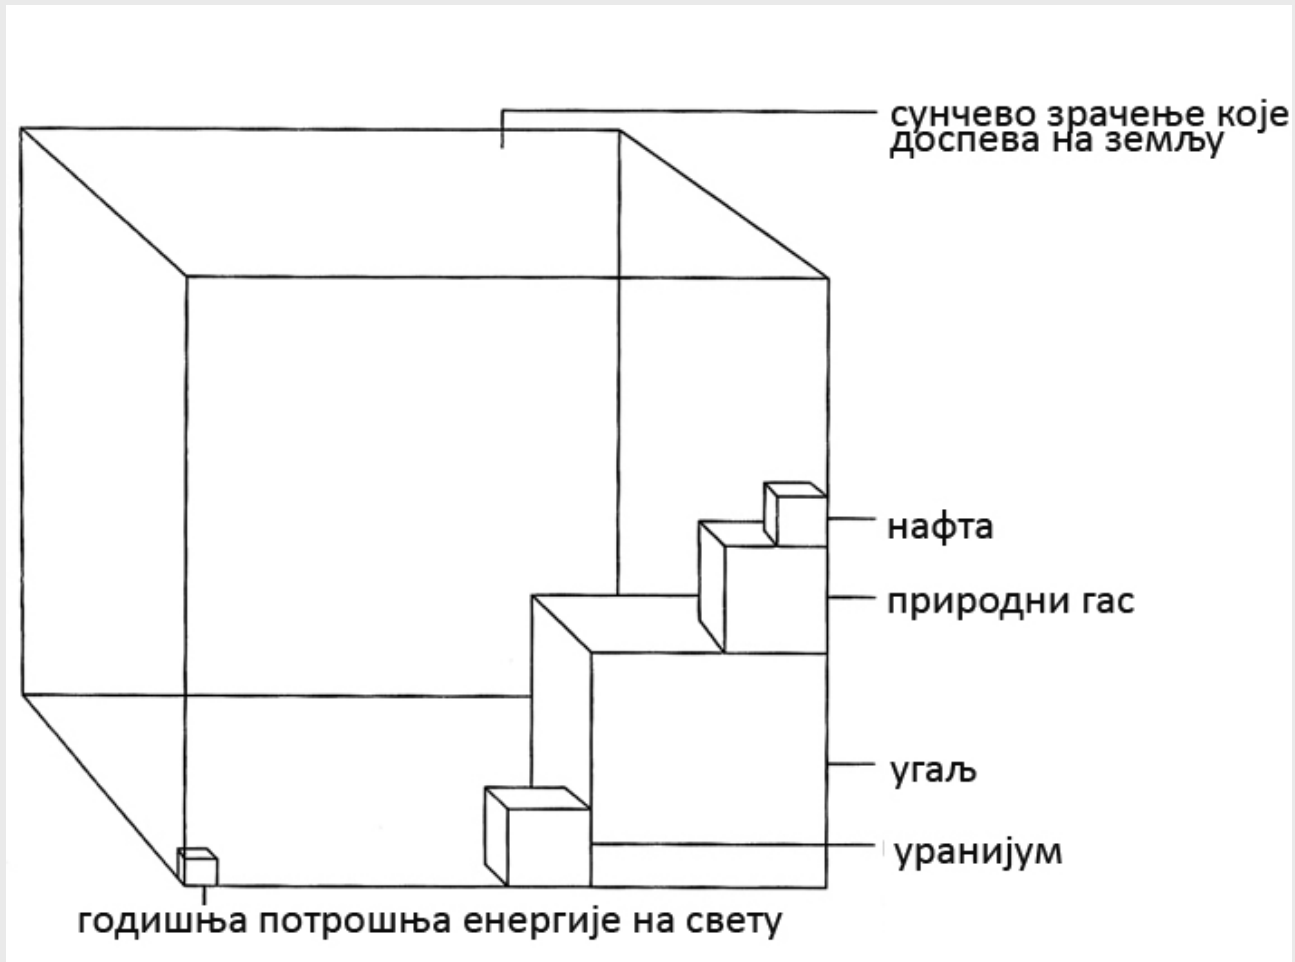 сунчево зрачење које
доспева на земљу
нафта
природни гас
угаљ
уранијум
годишња потрошња енергије на свету